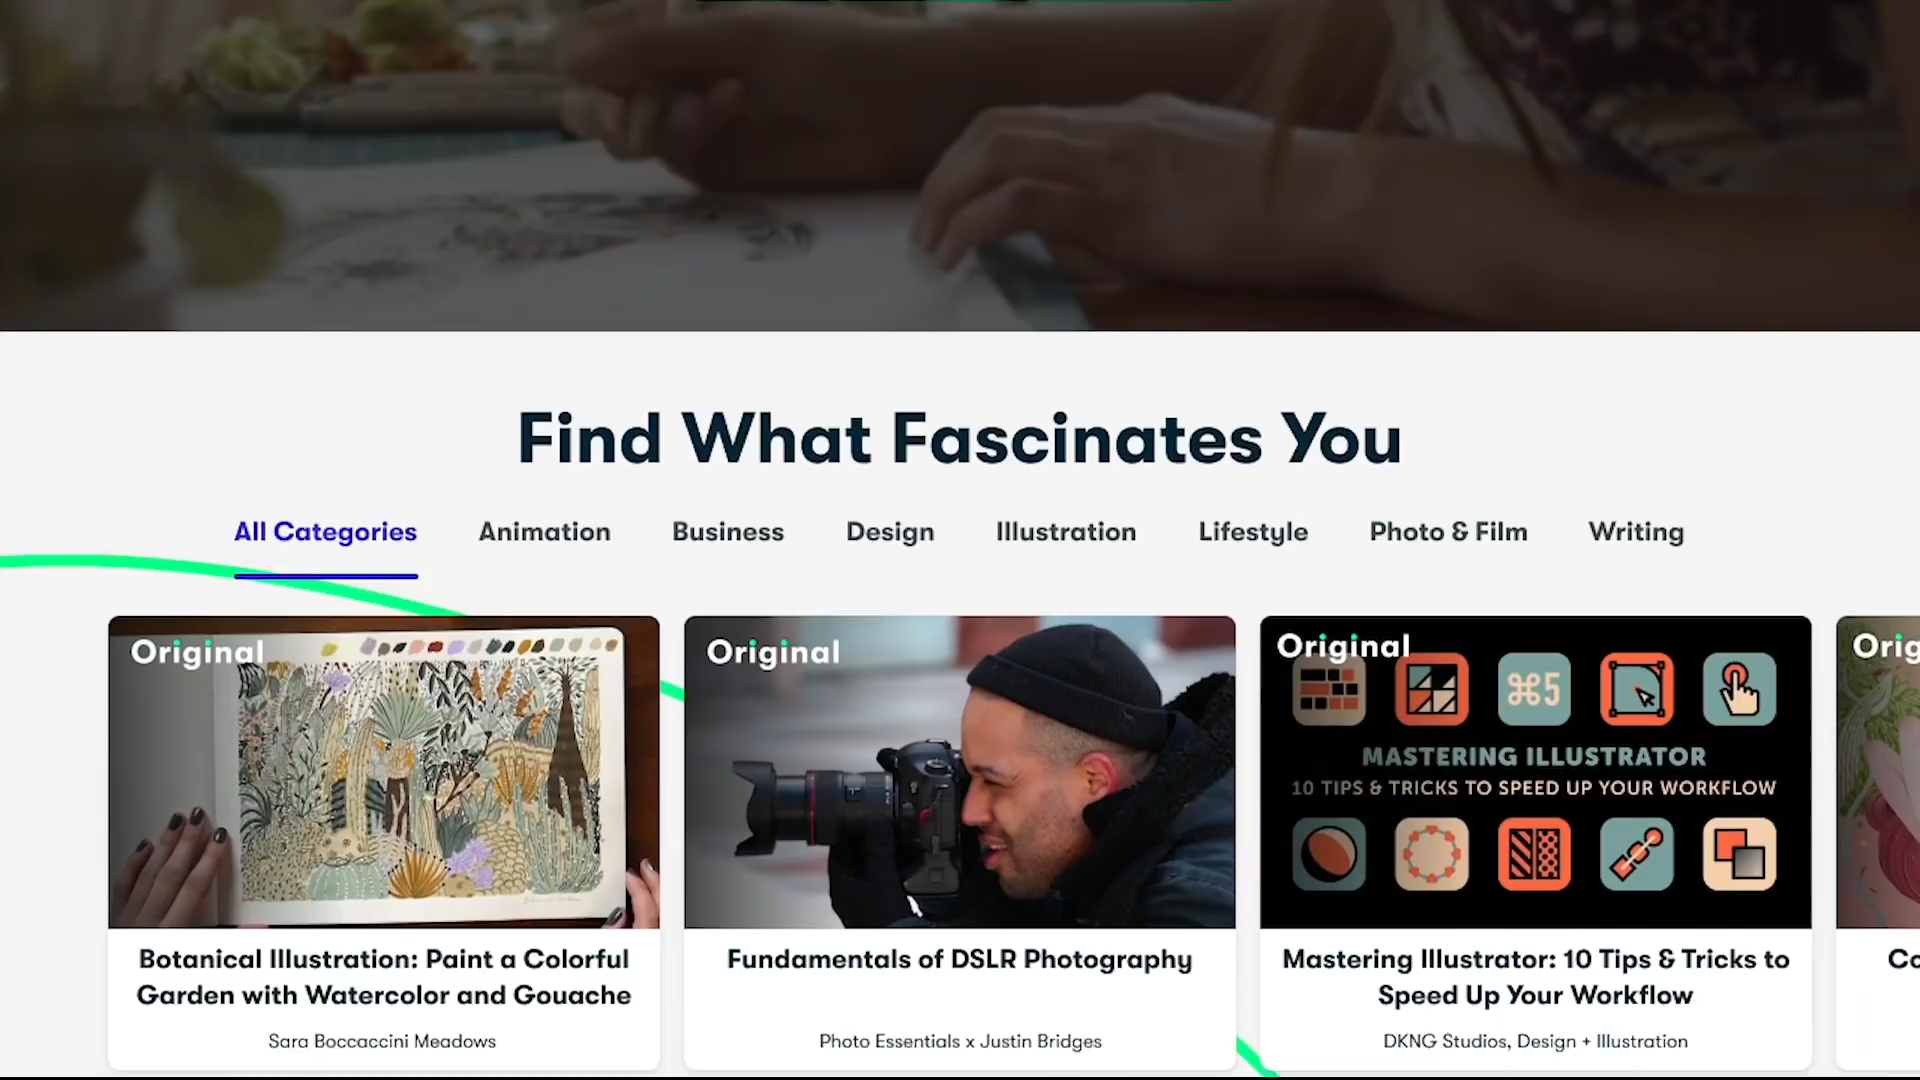 Find What Fascinates You
All Categories Animation Business Design Illustration Lifestyle Photo & Film Writing
Original
Botanical Illustration: Paint a Colorful
Garden with Watercolor and Gouache
Sara Boccaccini Meadows
Original
Fundamentals of DSLR Photography
Photo Essentials x Justin Bridges
Original
⌘5
MASTERING ILLUSTRATOR
10 TIPS & TRICKS TO SPEED UP YOUR WORKFLOW
Mastering Illustrator: 10 Tips & Tricks to
Speed Up Your Workflow
DKNG Studios, Design + Illustration
Orig
Co